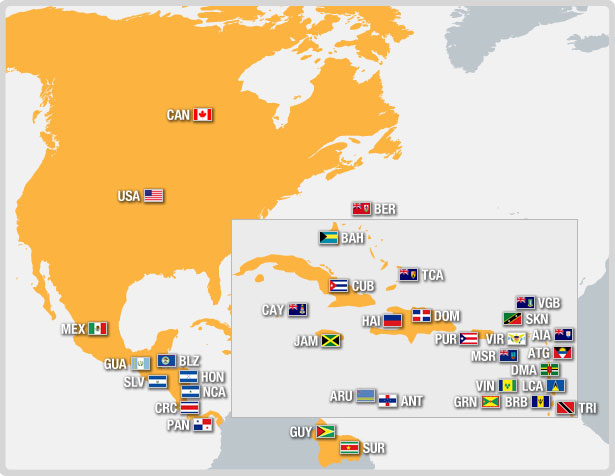 CAN
USA
BER
BAH
TCA
CUB
CAY
VGB
SKN
DOM
HAI
MEX
PUR
VIR
AIA
JAM
MSR
ATG
GUA
BLZ
DMA
SLV
HON
VIN
LCA
NCA
ARU
ANT
GRN
BRB
CRC
TRI
PAN
GUY
SUR